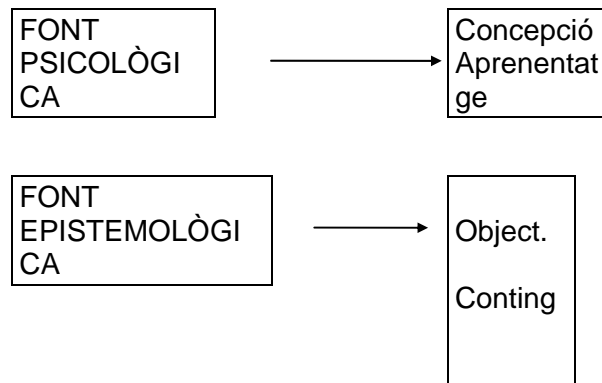 FONT
PSICOLÒGI
CA
Concepció
Aprenentat
ge
FONT
EPISTEMOLÒGI
CA
Object.
Conting